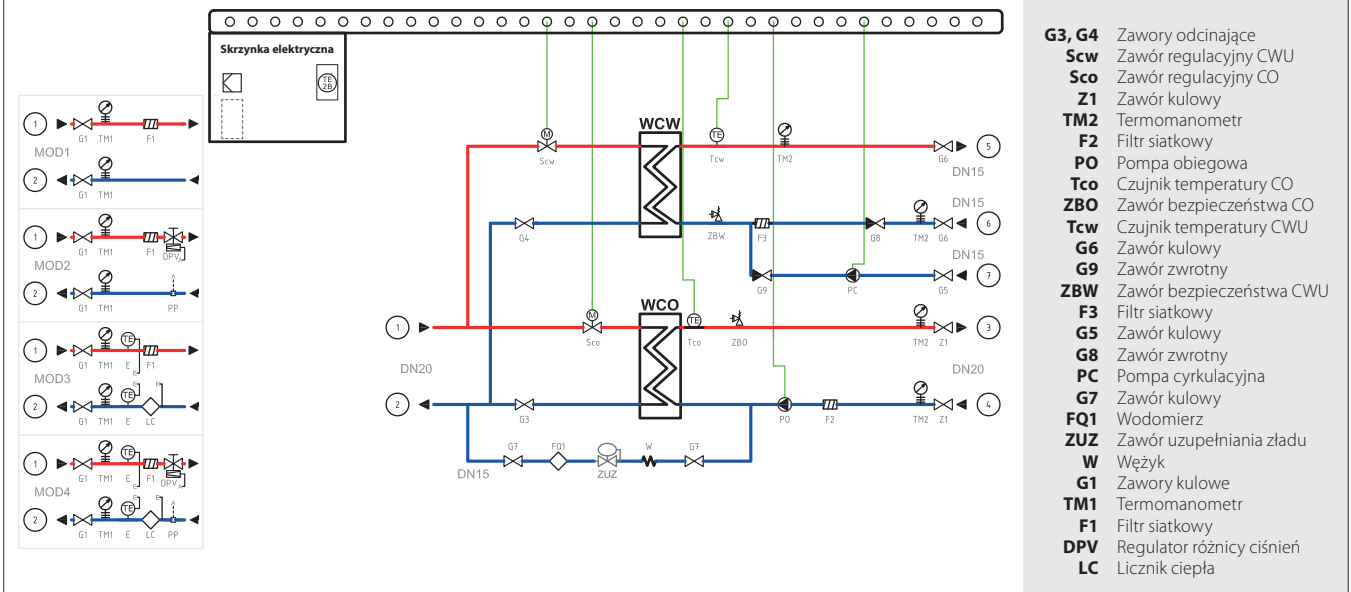 Skrzynka elektryczna
TE
2B
1
G1 TM1 F1
MOD1
2
G1 TM1
1
G1 TM1 F1 DPV A
MOD2
A
2
G1 TM1 PP
TE
1
G1 TM1 E F1
MOD3
E
E
TE
2
G1 TM1 E LC
TE
1
G1 TM1 E F1 DPV A
MOD4
E
E
A
TE
2
G1 TM1 E LC PP
WCW
M
Scw
TE
Tcw
TM2
G6
5
DN15
DN15
G4
ZBW
F3
G8
TM2
G6
6
DN15
G9
PC
G5
7
WCO
1
M
Sco
TE
Tco
ZBO
TM2
Z1
3
DN20
DN20
2
G3
PO
F2
TM2
Z1
4
DN15
G7
FQ1
ZUZ
W
G7
G3, G4 Zawory odcinające
Scw Zawór regulacyjny CWU
Sco Zawór regulacyjny CO
Z1 Zawór kulowy
TM2 Termomanometr
F2 Filtr siatkowy
PO Pompa obiegowa
Tco Czujnik temperatury CO
ZBO Zawór bezpieczeństwa CO
Tcw Czujnik temperatury CWU
G6 Zawór kulowy
G9 Zawór zwrotny
ZBW Zawór bezpieczeństwa CWU
F3 Filtr siatkowy
G5 Zawór kulowy
G8 Zawór zwrotny
PC Pompa cyrkulacyjna
G7 Zawór kulowy
FQ1 Wodomierz
ZUZ Zawór uzupełniania zładu
W Wężyk
G1 Zawory kulowe
TM1 Termomanometr
F1 Filtr siatkowy
DPV Regulator różnicy ciśnień
LC Licznik ciepła